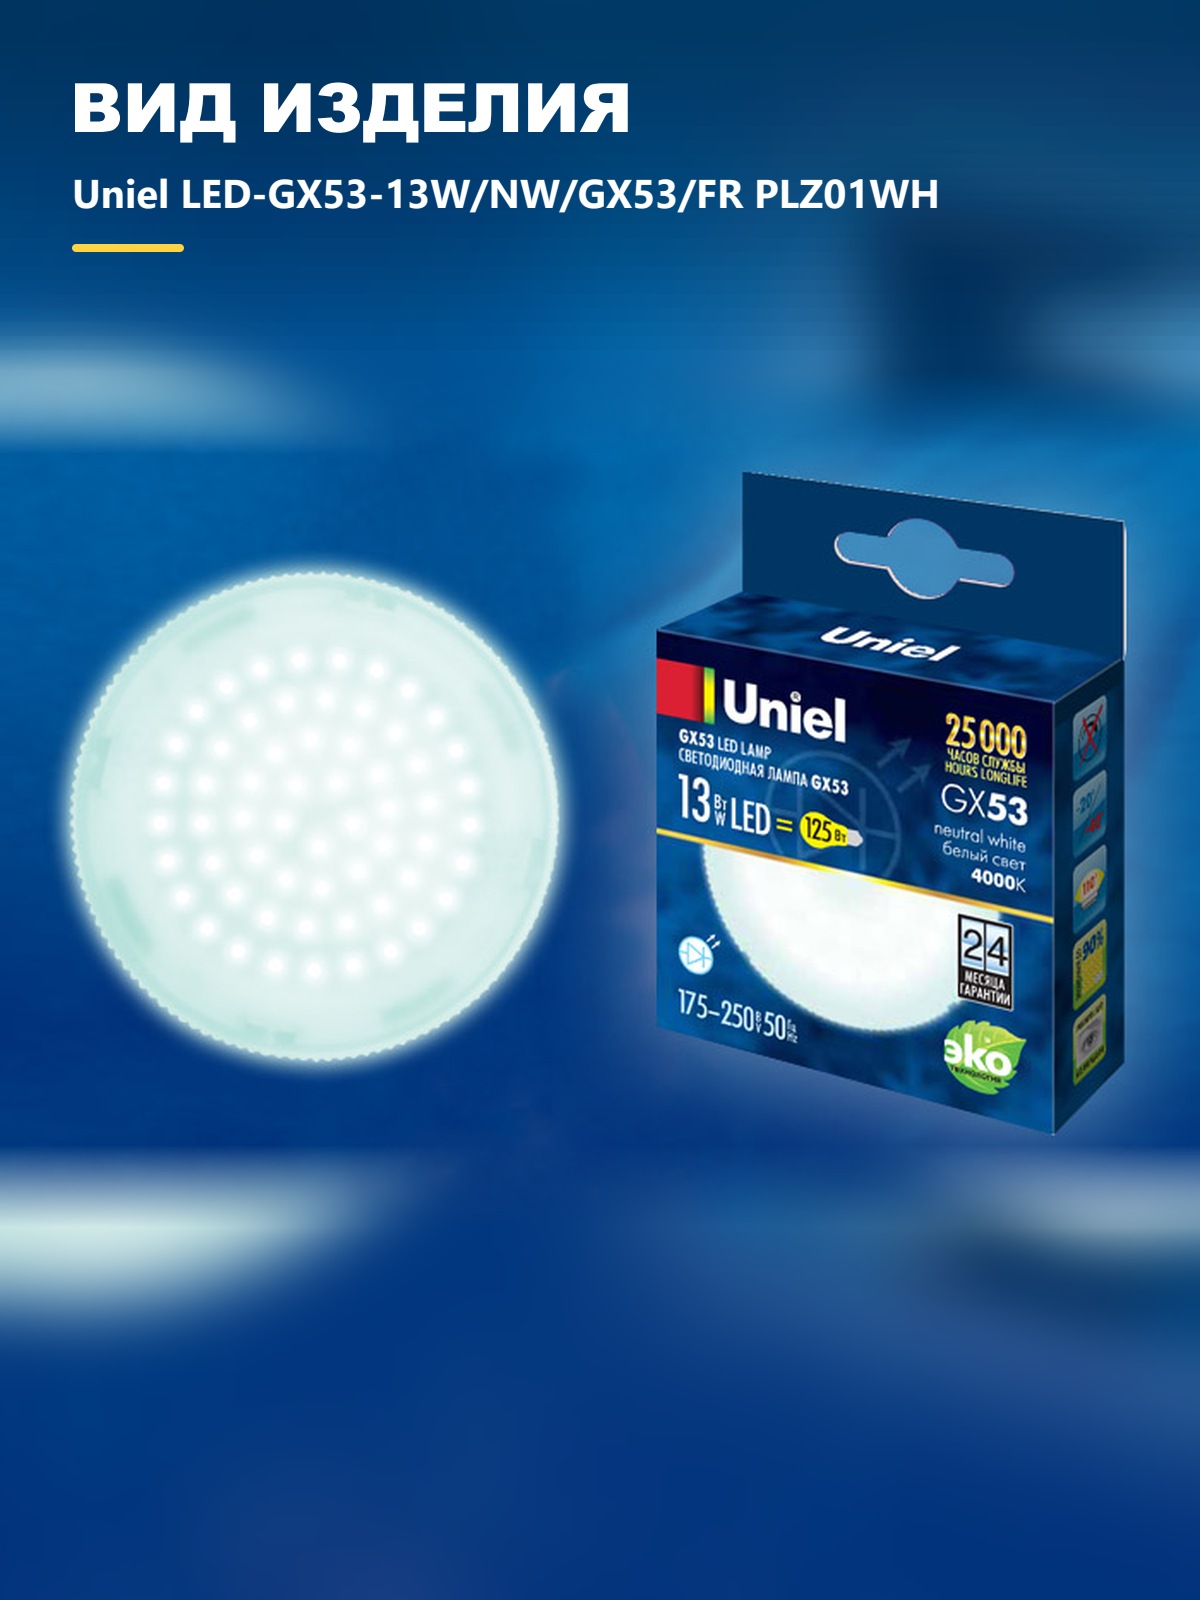 ВИД ИЗДЕЛИЯ
Uniel LED-GX53-13W/NW/GX53/FR PLZ01WH
Uniel
Uniel®
GX53 LED LAMP
СВЕТОДИОДНАЯ ЛАМПА GX53
13 Вт W LED = 125 Вт
25 000
ЧАСОВ СЛУЖБЫ
HOURS LONGLIFE
GX53
neutral white
белый свет
4000K
24
МЕСЯЦА
ГАРАНТИИ
175–250 В V 50 Гц Hz
эко
ТЕХНОЛОГИЯ
90%